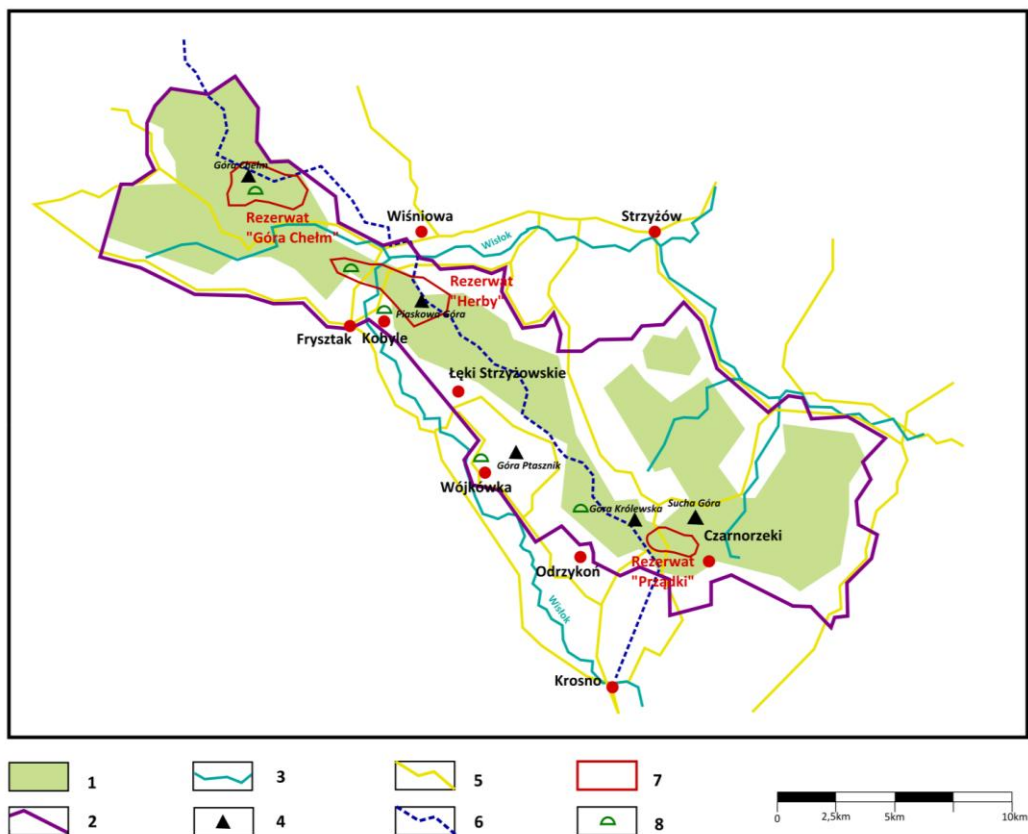 Góra Chełm
Rezerwat
"Góra Chełm"
Wiśniowa
Strzyżów
Wisłok
Rezerwat
"Herby"
Piaskowa Góra
Frysztak
Kobyle
Łęki Strzyżowskie
Góra Ptasznik
Wójkówka
Góra Królewska
Sucha Góra
Czarnorzeki
Odrzykoń
Rezerwat
"Prządki"
Wisłok
Krosno
1
3
5
7
2
4
6
8
0
2,5km
5km
10km